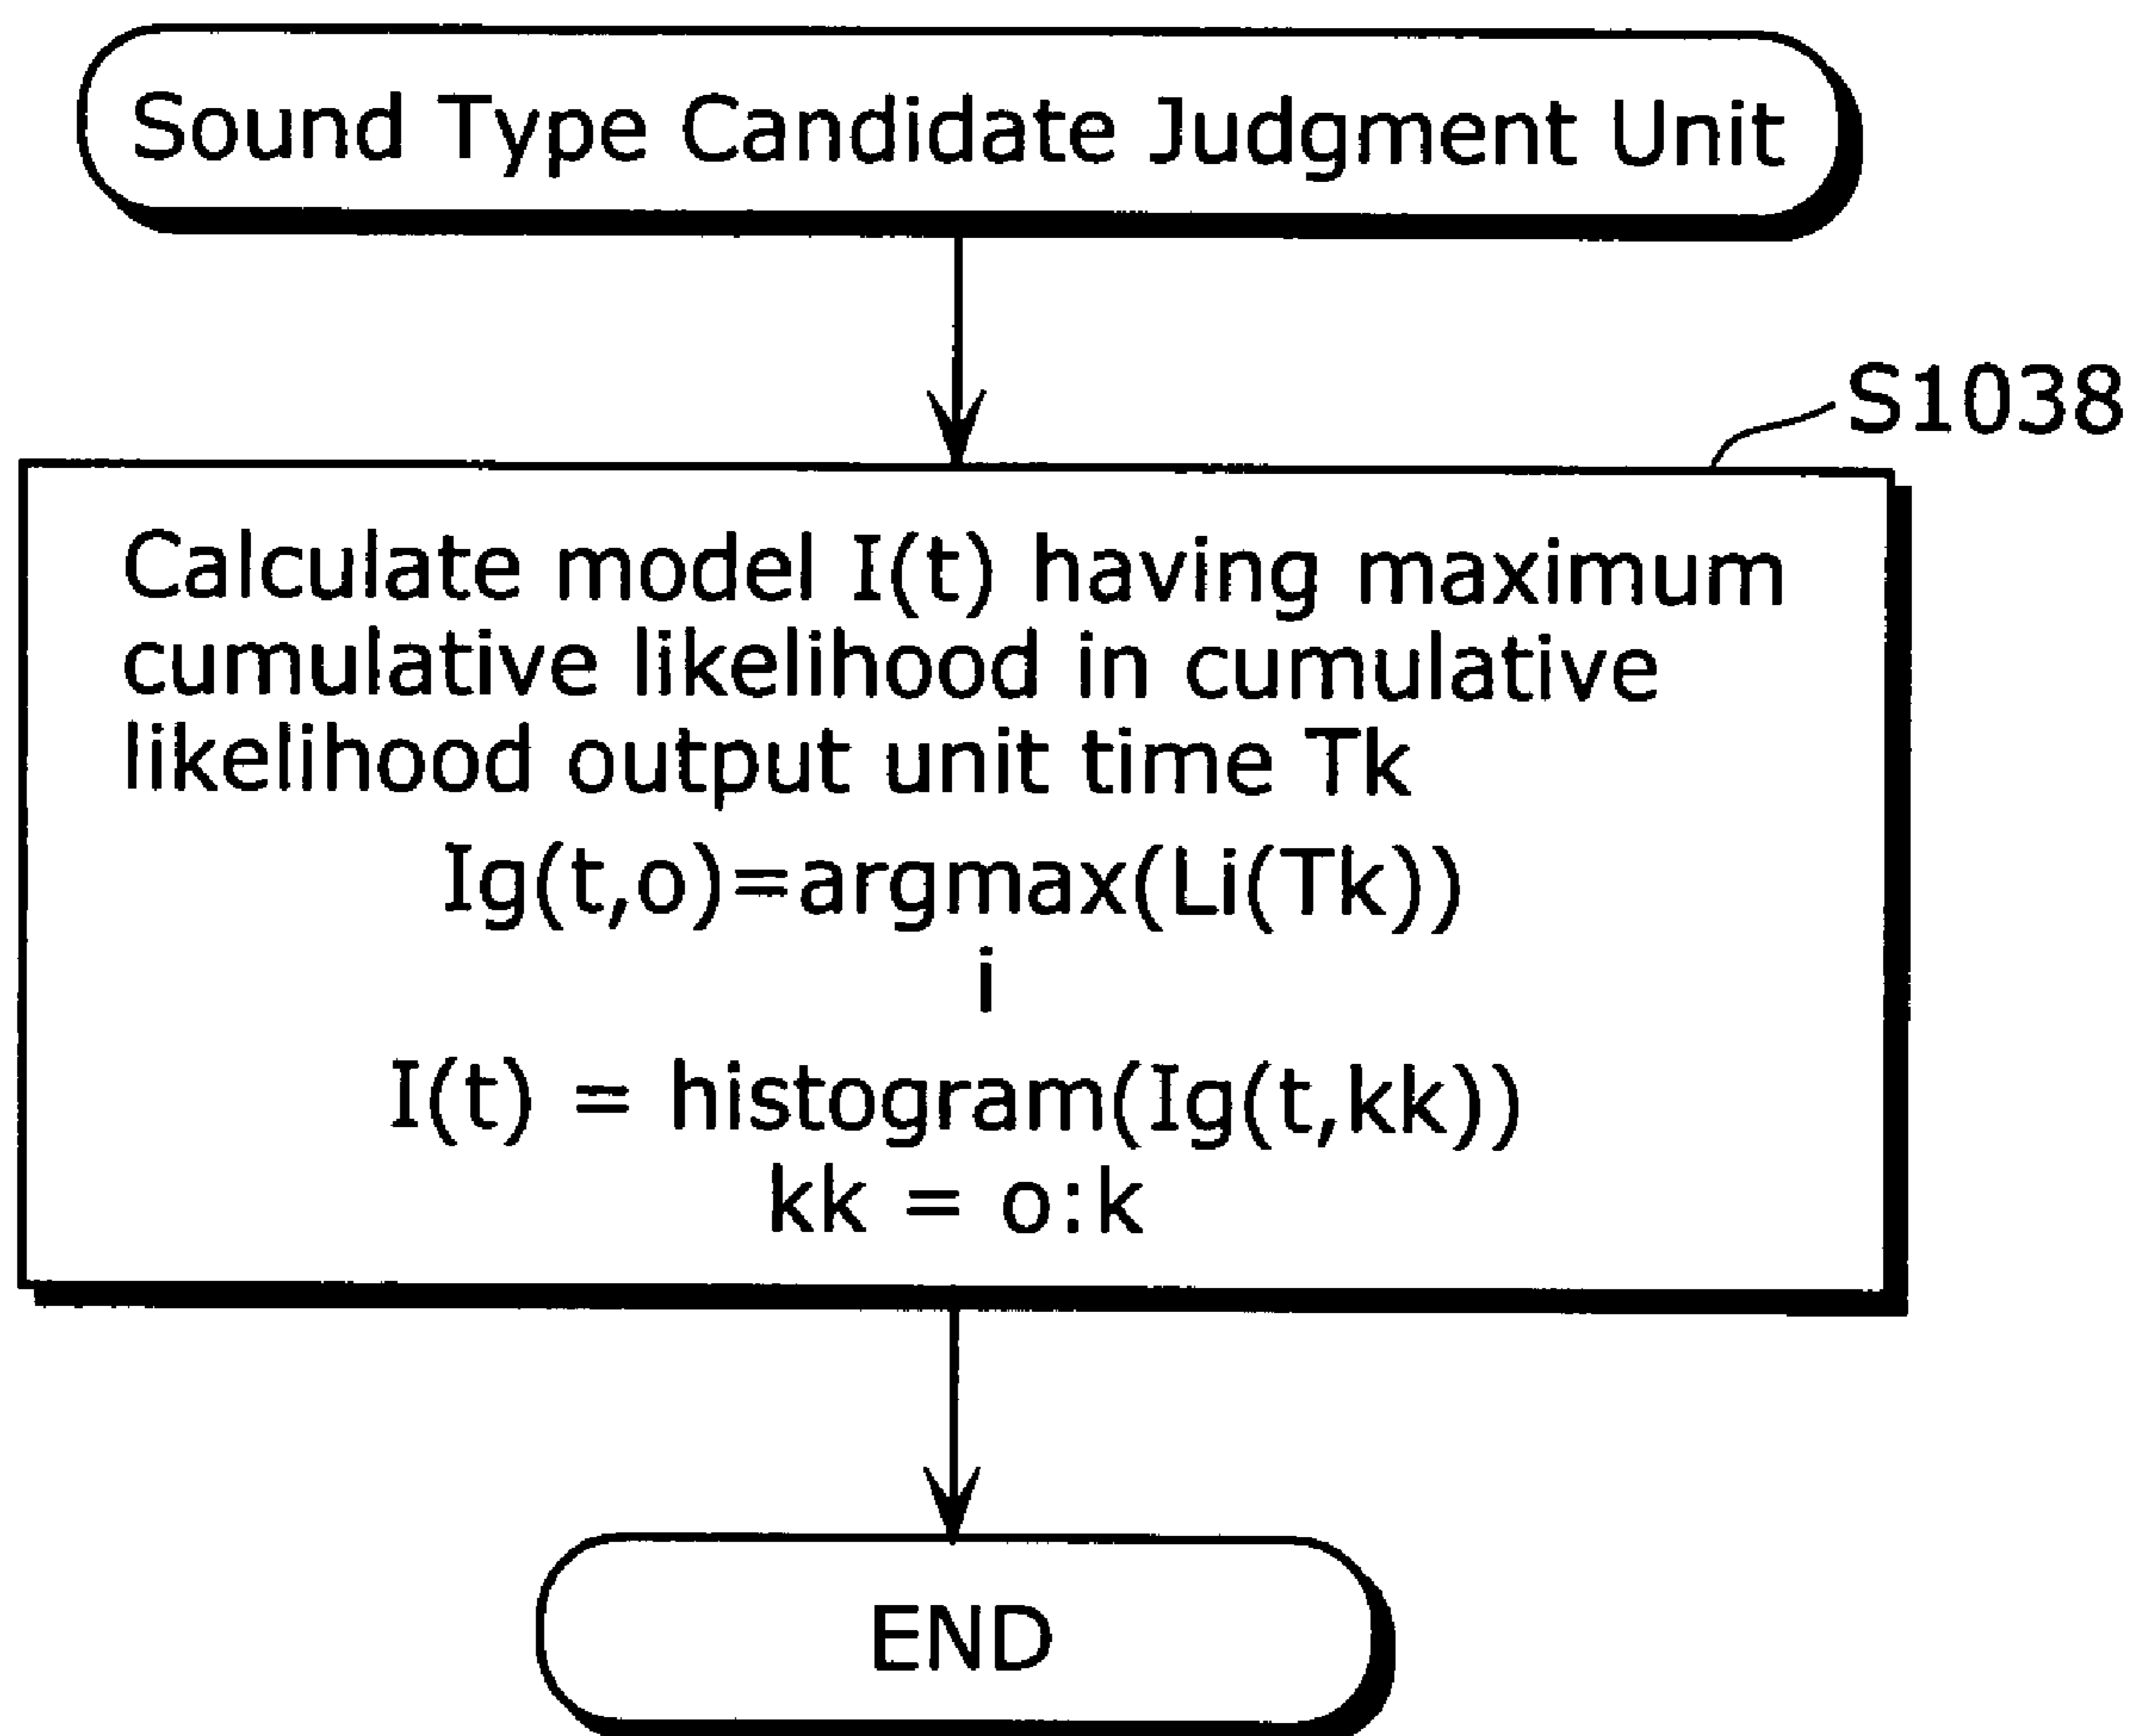 Sound Type Candidate Judgment Unit
S1038
Calculate model I(t) having maximum
cumulative likelihood in cumulative
likelihood output unit time Tk
Ig(t,o)=argmax(Li(Tk))
i
I(t) = histogram(Ig(t,kk))
kk = o:k
END